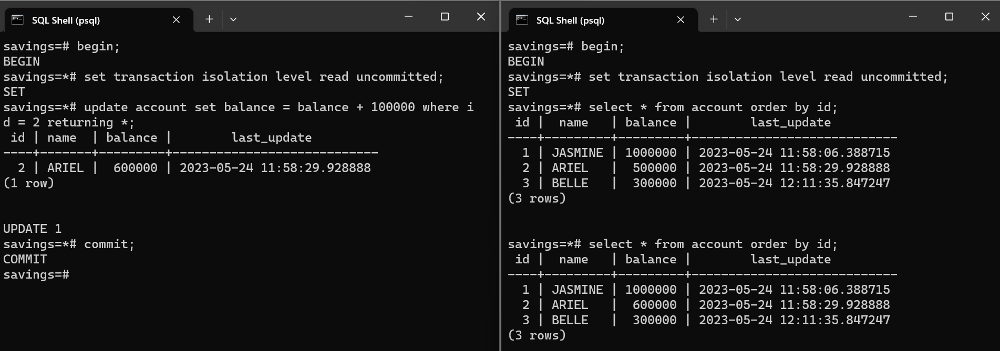 SQL Shell (psql)
savings=# begin;
BEGIN
savings=*# set transaction isolation level read uncommitted;
SET
savings=*# update account set balance = balance + 100000 where i
d = 2 returning *;
 id | name  | balance |        last_update
----+-------+---------+----------------------------
  2 | ARIEL |  600000 | 2023-05-24 11:58:29.928888
(1 row)
UPDATE 1
savings=*# commit;
COMMIT
savings=#
SQL Shell (psql)
savings=# begin;
BEGIN
savings=*# set transaction isolation level read uncommitted;
SET
savings=*# select * from account order by id;
 id |  name   | balance |        last_update
----+---------+---------+----------------------------
  1 | JASMINE | 1000000 | 2023-05-24 11:58:06.388715
  2 | ARIEL   |  500000 | 2023-05-24 11:58:29.928888
  3 | BELLE   |  300000 | 2023-05-24 12:11:35.847247
(3 rows)
savings=*# select * from account order by id;
 id |  name   | balance |        last_update
----+---------+---------+----------------------------
  1 | JASMINE | 1000000 | 2023-05-24 11:58:06.388715
  2 | ARIEL   |  600000 | 2023-05-24 11:58:29.928888
  3 | BELLE   |  300000 | 2023-05-24 12:11:35.847247
(3 rows)